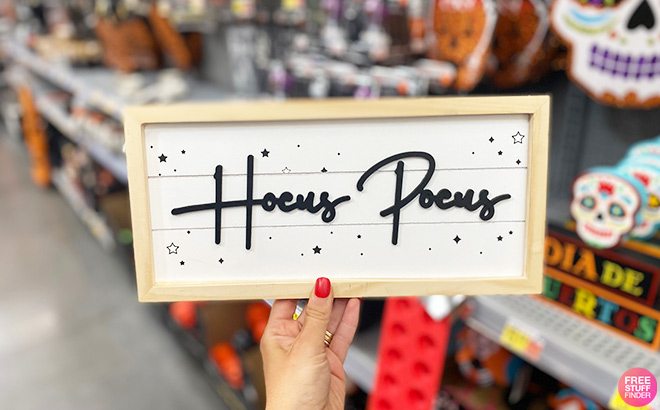 Hocus Pocus
DIA DE
MUERTOS
FREE
STUFF
FINDER